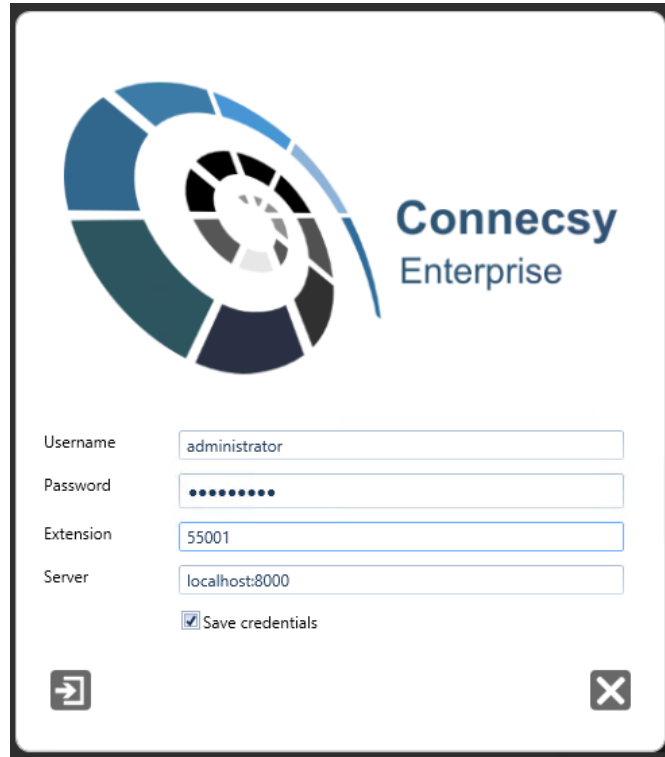 Connecsy
Enterprise
Username administrator
Password •••••••••
Extension 55001
Server localhost:8000
Save credentials